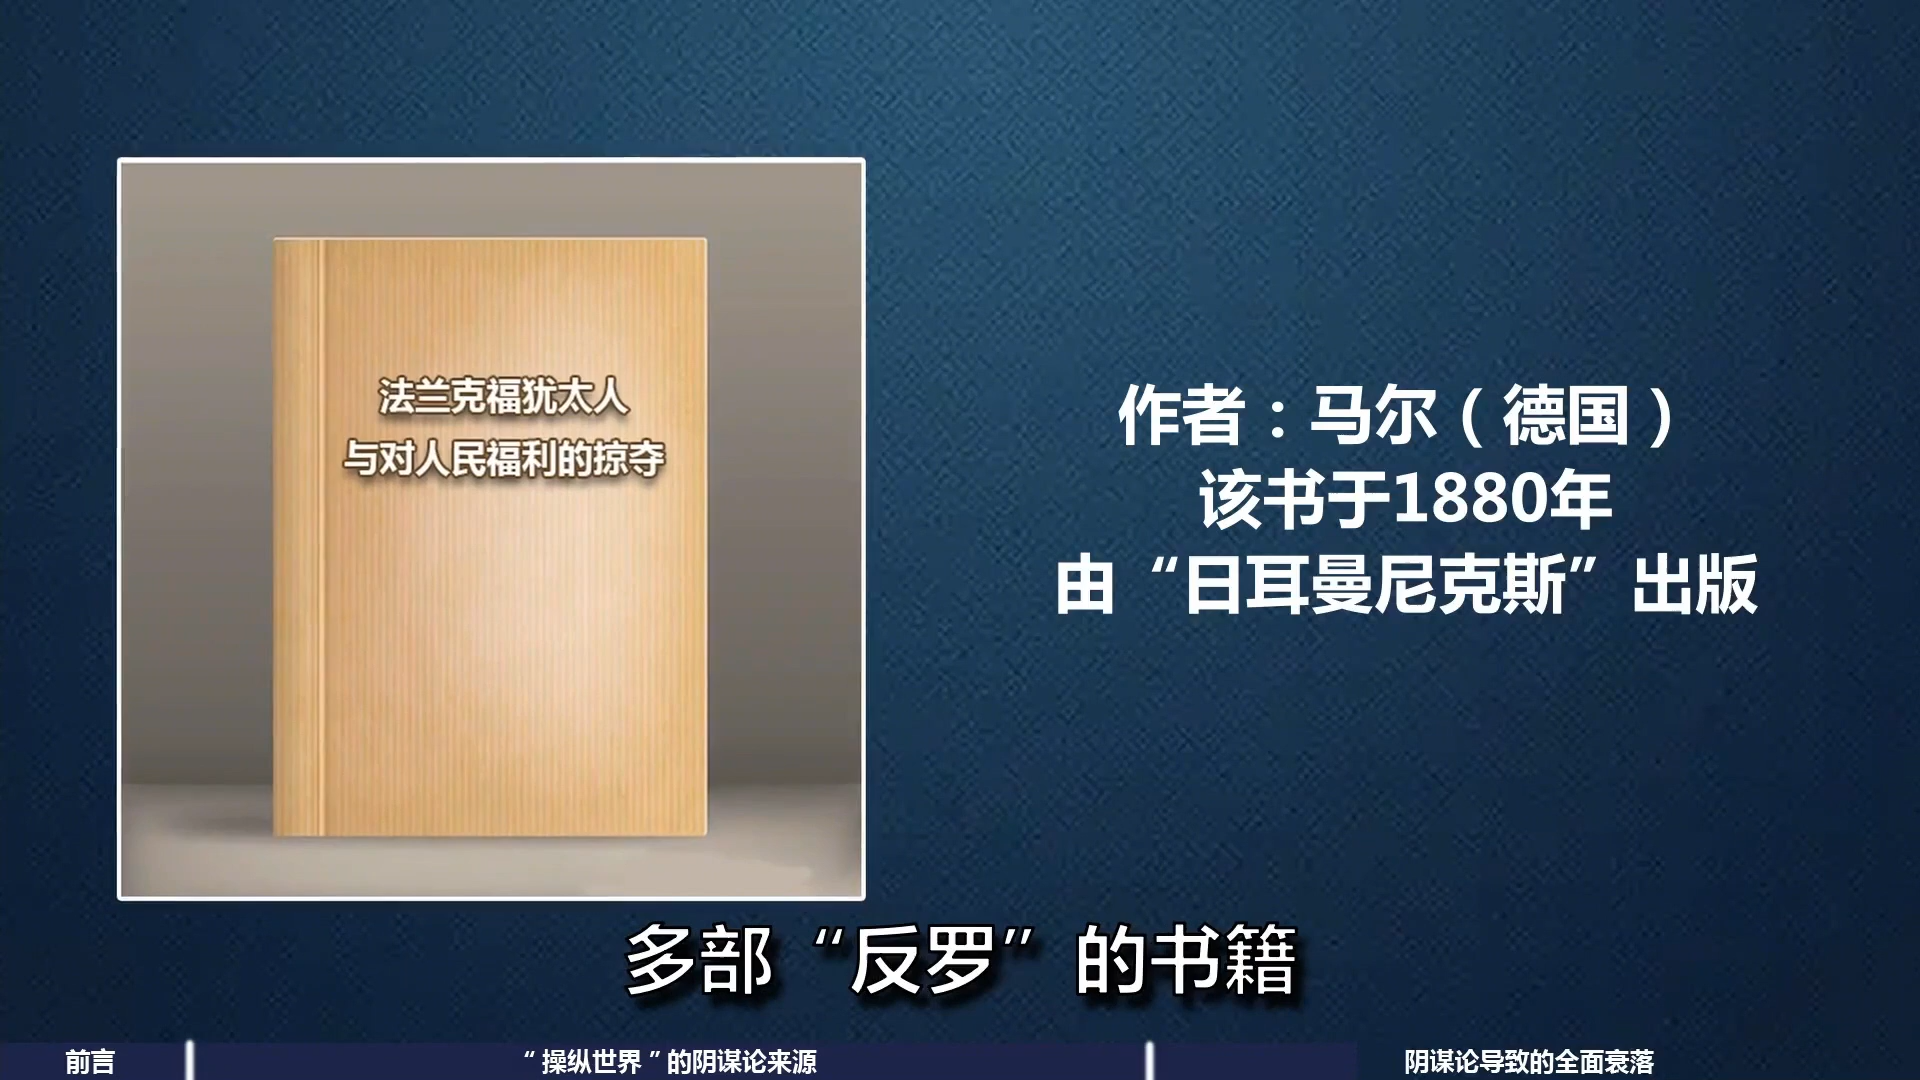 法兰克福犹太人
与对人民福利的掠夺
作者：马尔（德国）
该书于1880年
由“日耳曼尼克斯”出版
多部“反罗”的书籍
前言
“操纵世界”的阴谋论来源
阴谋论导致的全面衰落